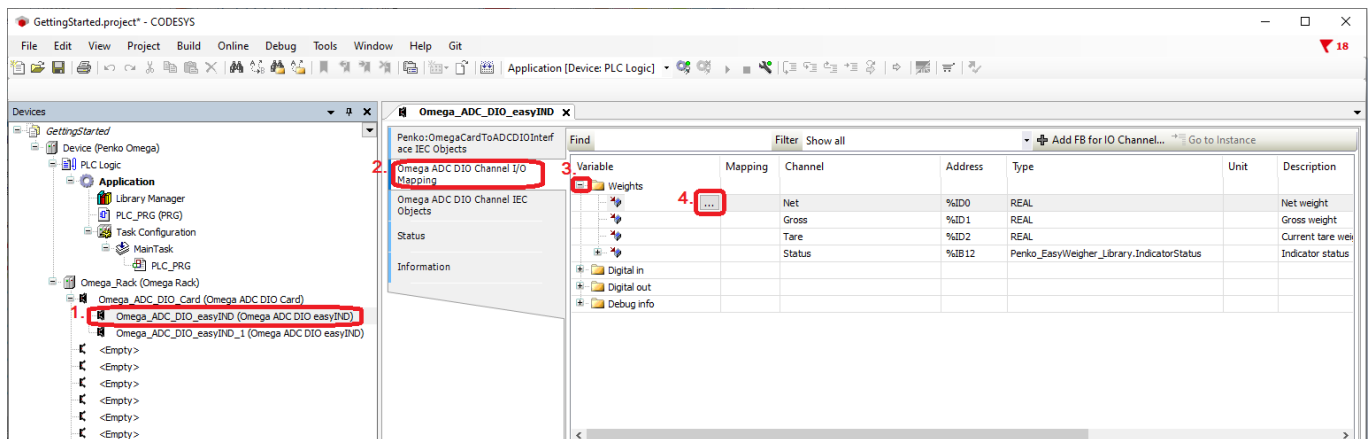 GettingStarted.project* - CODESYS
File Edit View Project Build Online Debug Tools Window Help Git
18
Application [Device: PLC Logic]
Devices
GettingStarted
Device (Penko Omega)
PLC Logic
Application
Library Manager
PLC_PRG (PRG)
Task Configuration
MainTask
PLC_PRG
Omega_Rack (Omega Rack)
Omega_ADC_DIO_Card (Omega ADC DIO Card)
1. Omega_ADC_DIO_easyIND (Omega ADC DIO easyIND)
Omega_ADC_DIO_easyIND_1 (Omega ADC DIO easyIND)
<Empty>
<Empty>
<Empty>
<Empty>
<Empty>
<Empty>
Omega_ADC_DIO_easyIND X
Penko:OmegaCardToADCDIOInterf
ace IEC Objects
2. Omega ADC DIO Channel I/O
Mapping
Omega ADC DIO Channel IEC
Objects
Status
Information
Find Filter Show all Add FB for IO Channel... Go to Instance
Variable Mapping Channel Address Type Unit Description
3. Weights
4. ... Net %ID0 REAL Net weight
Gross %ID1 REAL Gross weight
Tare %ID2 REAL Current tare wei
Status %IB12 Penko_EasyWeigher_Library.IndicatorStatus Indicator status
Digital in
Digital out
Debug info